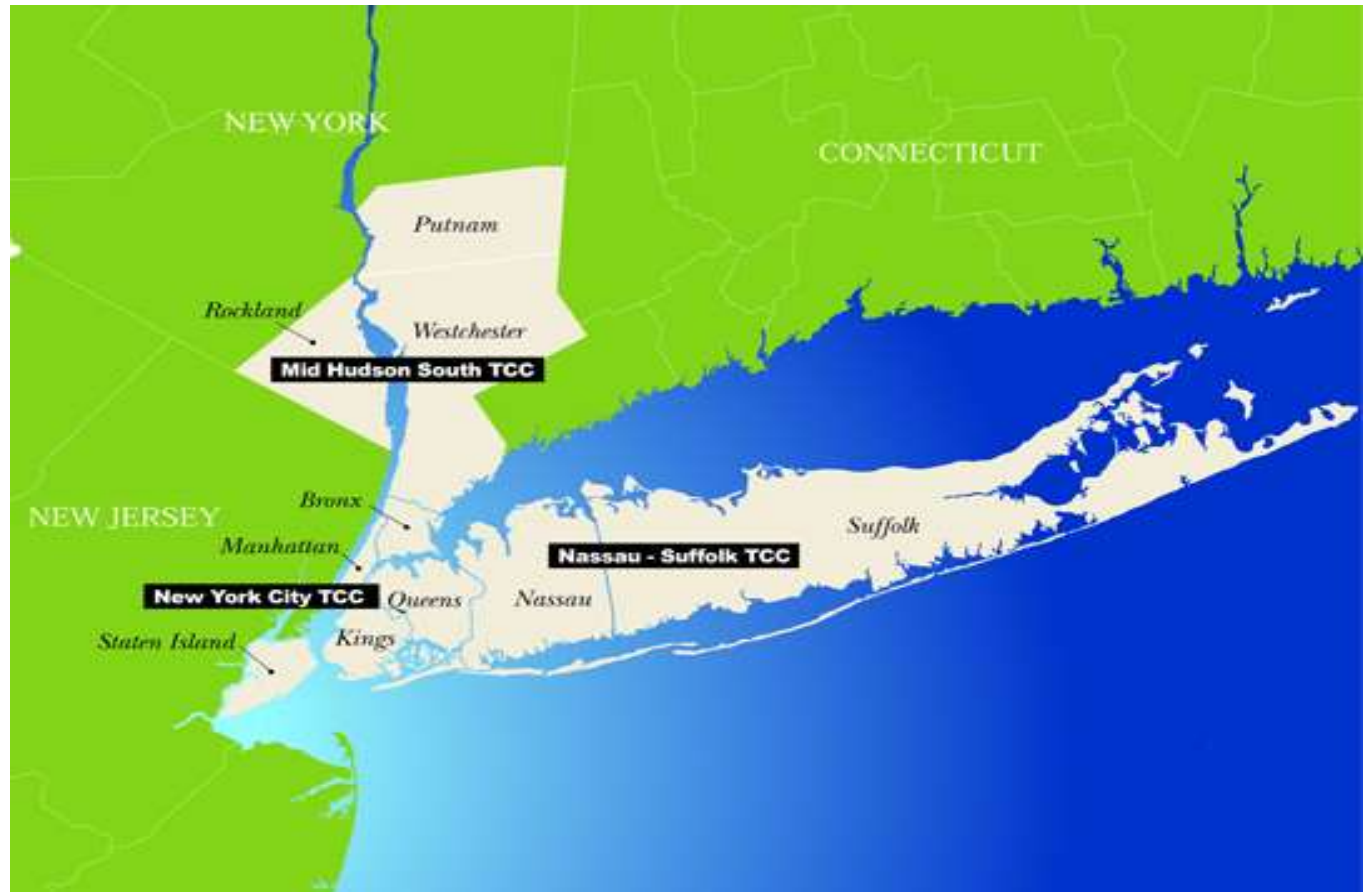 NEW YORK
CONNECTICUT
Putnam
Rockland
Westchester
Mid Hudson South TCC
Bronx
NEW JERSEY
Suffolk
Manhattan
Nassau - Suffolk TCC
New York City TCC
Queens
Nassau
Kings
Staten Island